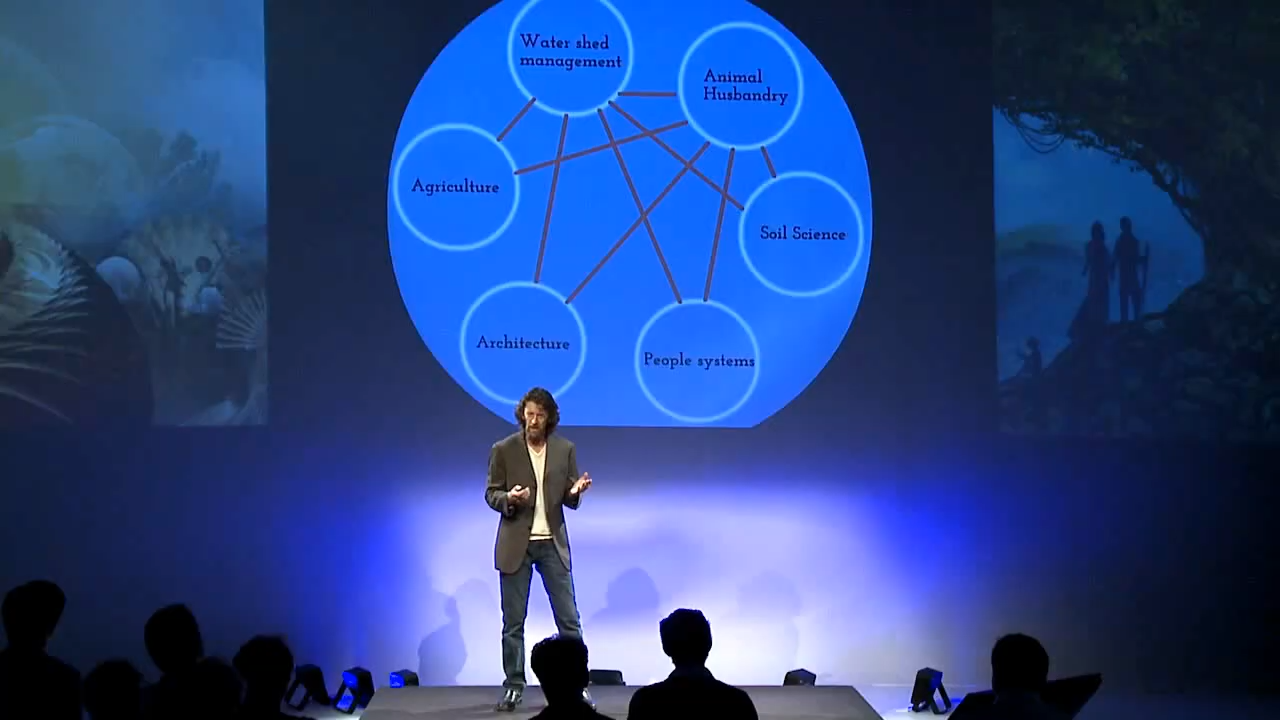 Water shed
management
Animal
Husbandry
Agriculture
Soil Science
Architecture
People systems